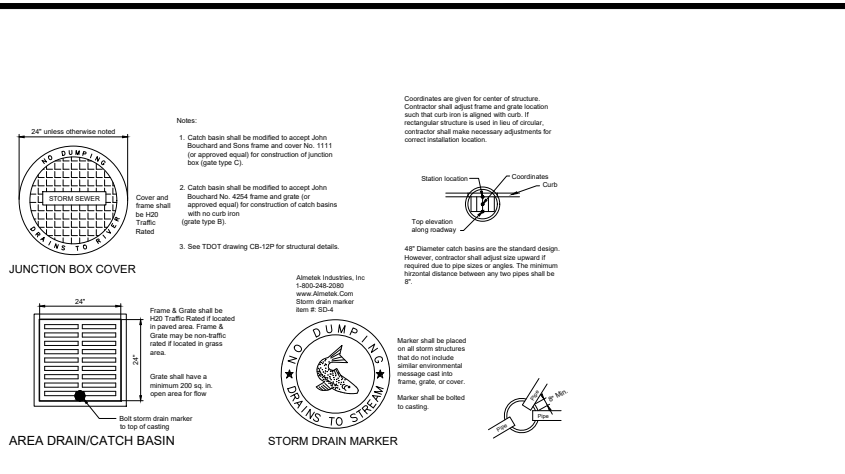 24" unless otherwise noted
NO DUMPING
STORM SEWER
DRAINS TO RIVER
Cover and
frame shall
be H20
Traffic
Rated
JUNCTION BOX COVER
Notes:
1. Catch basin shall be modified to accept John
Bouchard and Sons frame and cover No. 1111
(or approved equal) for construction of junction
box (gate type C).
2. Catch basin shall be modified to accept John
Bouchard No. 4254 frame and grate (or
approved equal) for construction of catch basins
with no curb iron
(grate type B).
3. See TDOT drawing CB-12P for structural details.
Coordinates are given for center of structure.
Contractor shall adjust frame and grate location
such that curb iron is aligned with curb. If
rectangular structure is used in lieu of circular,
contractor shall make necessary adjustments for
correct installation location.
Station location
Coordinates
Curb
Top elevation
along roadway
48" Diameter catch basins are the standard design.
However, contractor shall adjust size upward if
required due to pipe sizes or angles. The minimum
hirzontal distance between any two pipes shall be
8".
24"
24"
Frame & Grate shall be
H20 Traffic Rated if located
in paved area. Frame &
Grate may be non-traffic
rated if located in grass
area.
Grate shall have a
minimum 200 sq. in.
open area for flow
Bolt storm drain marker
to top of casting
AREA DRAIN/CATCH BASIN
Almetek Industries, Inc
1-800-248-2080
www.Almetek.Com
Storm drain marker
item #: SD-4
NO DUMPING
DRAINS TO STREAM
STORM DRAIN MARKER
Marker shall be placed
on all storm structures
that do not include
similar environmental
message cast into
frame, grate, or cover.
Marker shall be bolted
to casting.
Pipe
8" Min.
Pipe
Pipe